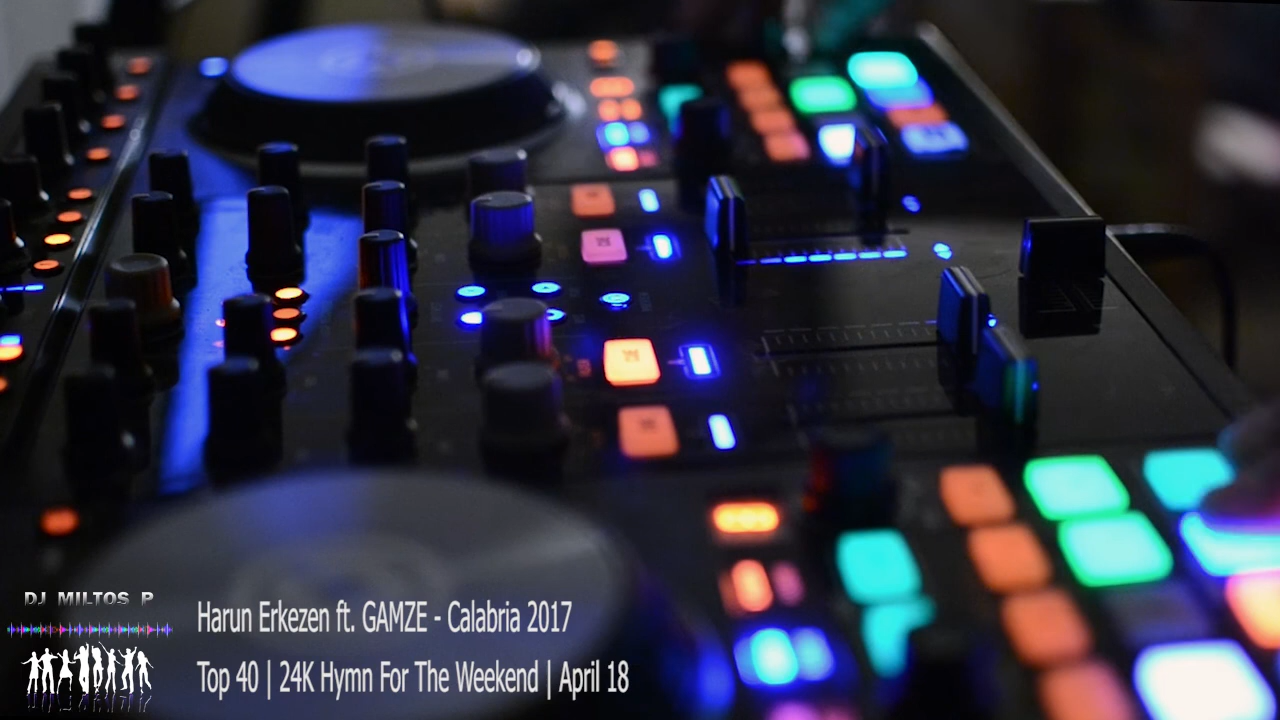 DJ MILTOS P
Harun Erkezen ft. GAMZE - Calabria 2017
Top 40 | 24K Hymn For The Weekend | April 18